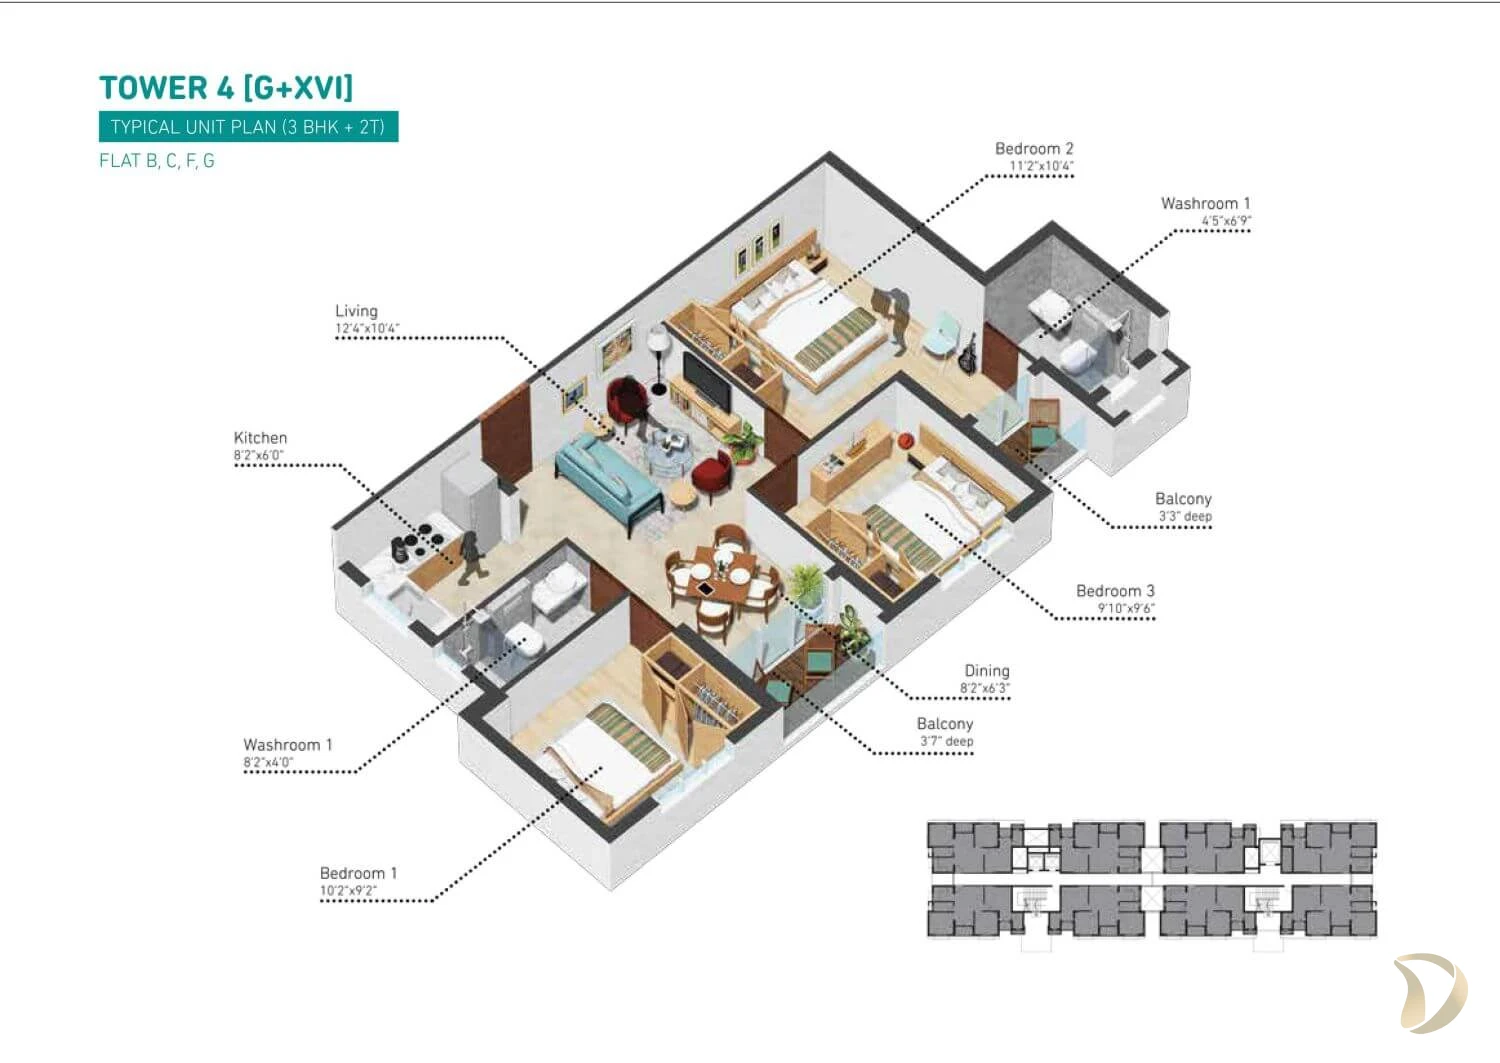 TOWER 4 [G+XVI]
TYPICAL UNIT PLAN (3 BHK + 2T)
FLAT B, C, F, G
Bedroom 2
11'2"x10'4"
Washroom 1
4'5"x6'9"
Living
12'4"x10'4"
Kitchen
8'2"x6'0"
Balcony
3'3" deep
Bedroom 3
9'10"x9'6"
Dining
8'2"x6'3"
Balcony
3'7" deep
Washroom 1
8'2"x4'0"
Bedroom 1
10'2"x9'2"